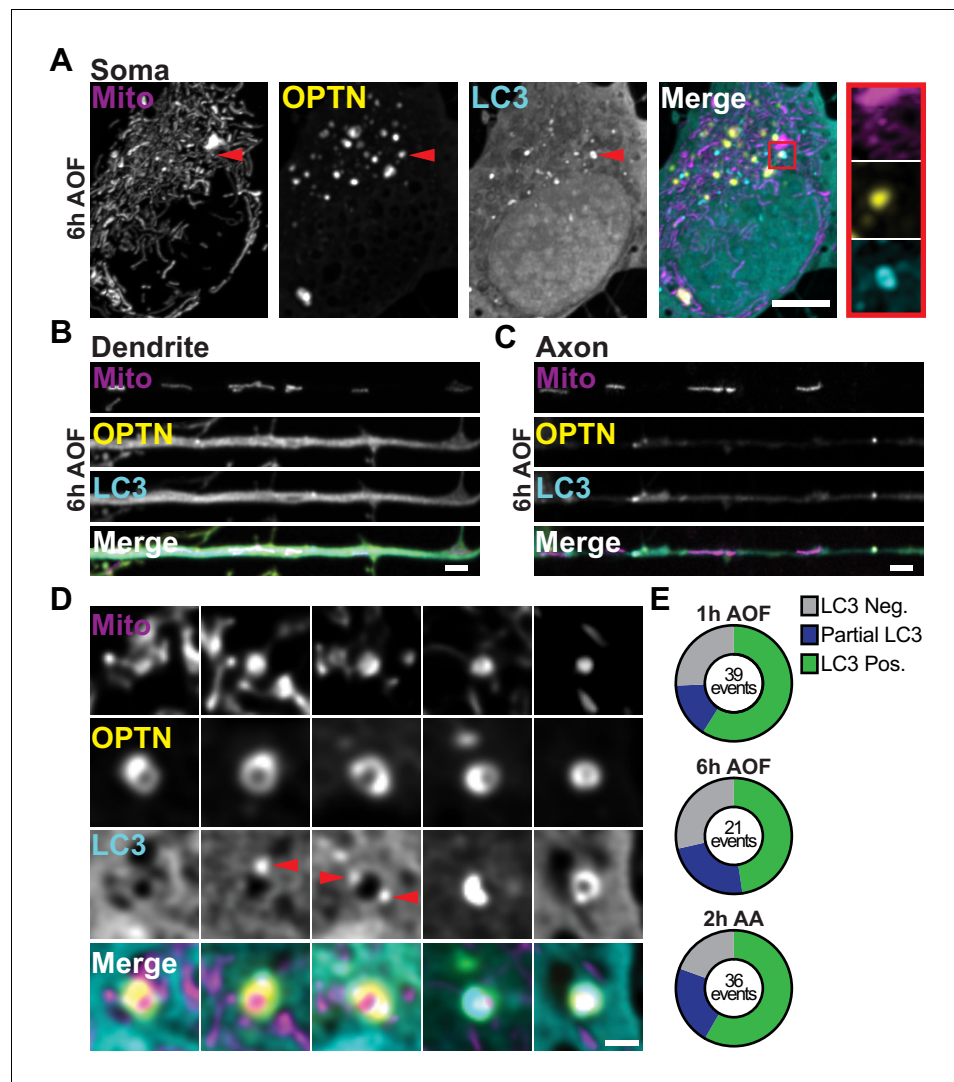 A
Soma
Mito
OPTN
LC3
Merge
6h AOF
B
Dendrite
Mito
OPTN
LC3
Merge
6h AOF
C
Axon
Mito
OPTN
LC3
Merge
6h AOF
D
Mito
OPTN
LC3
Merge
E
1h AOF
39
events
LC3 Neg.
Partial LC3
LC3 Pos.
6h AOF
21
events
2h AA
36
events